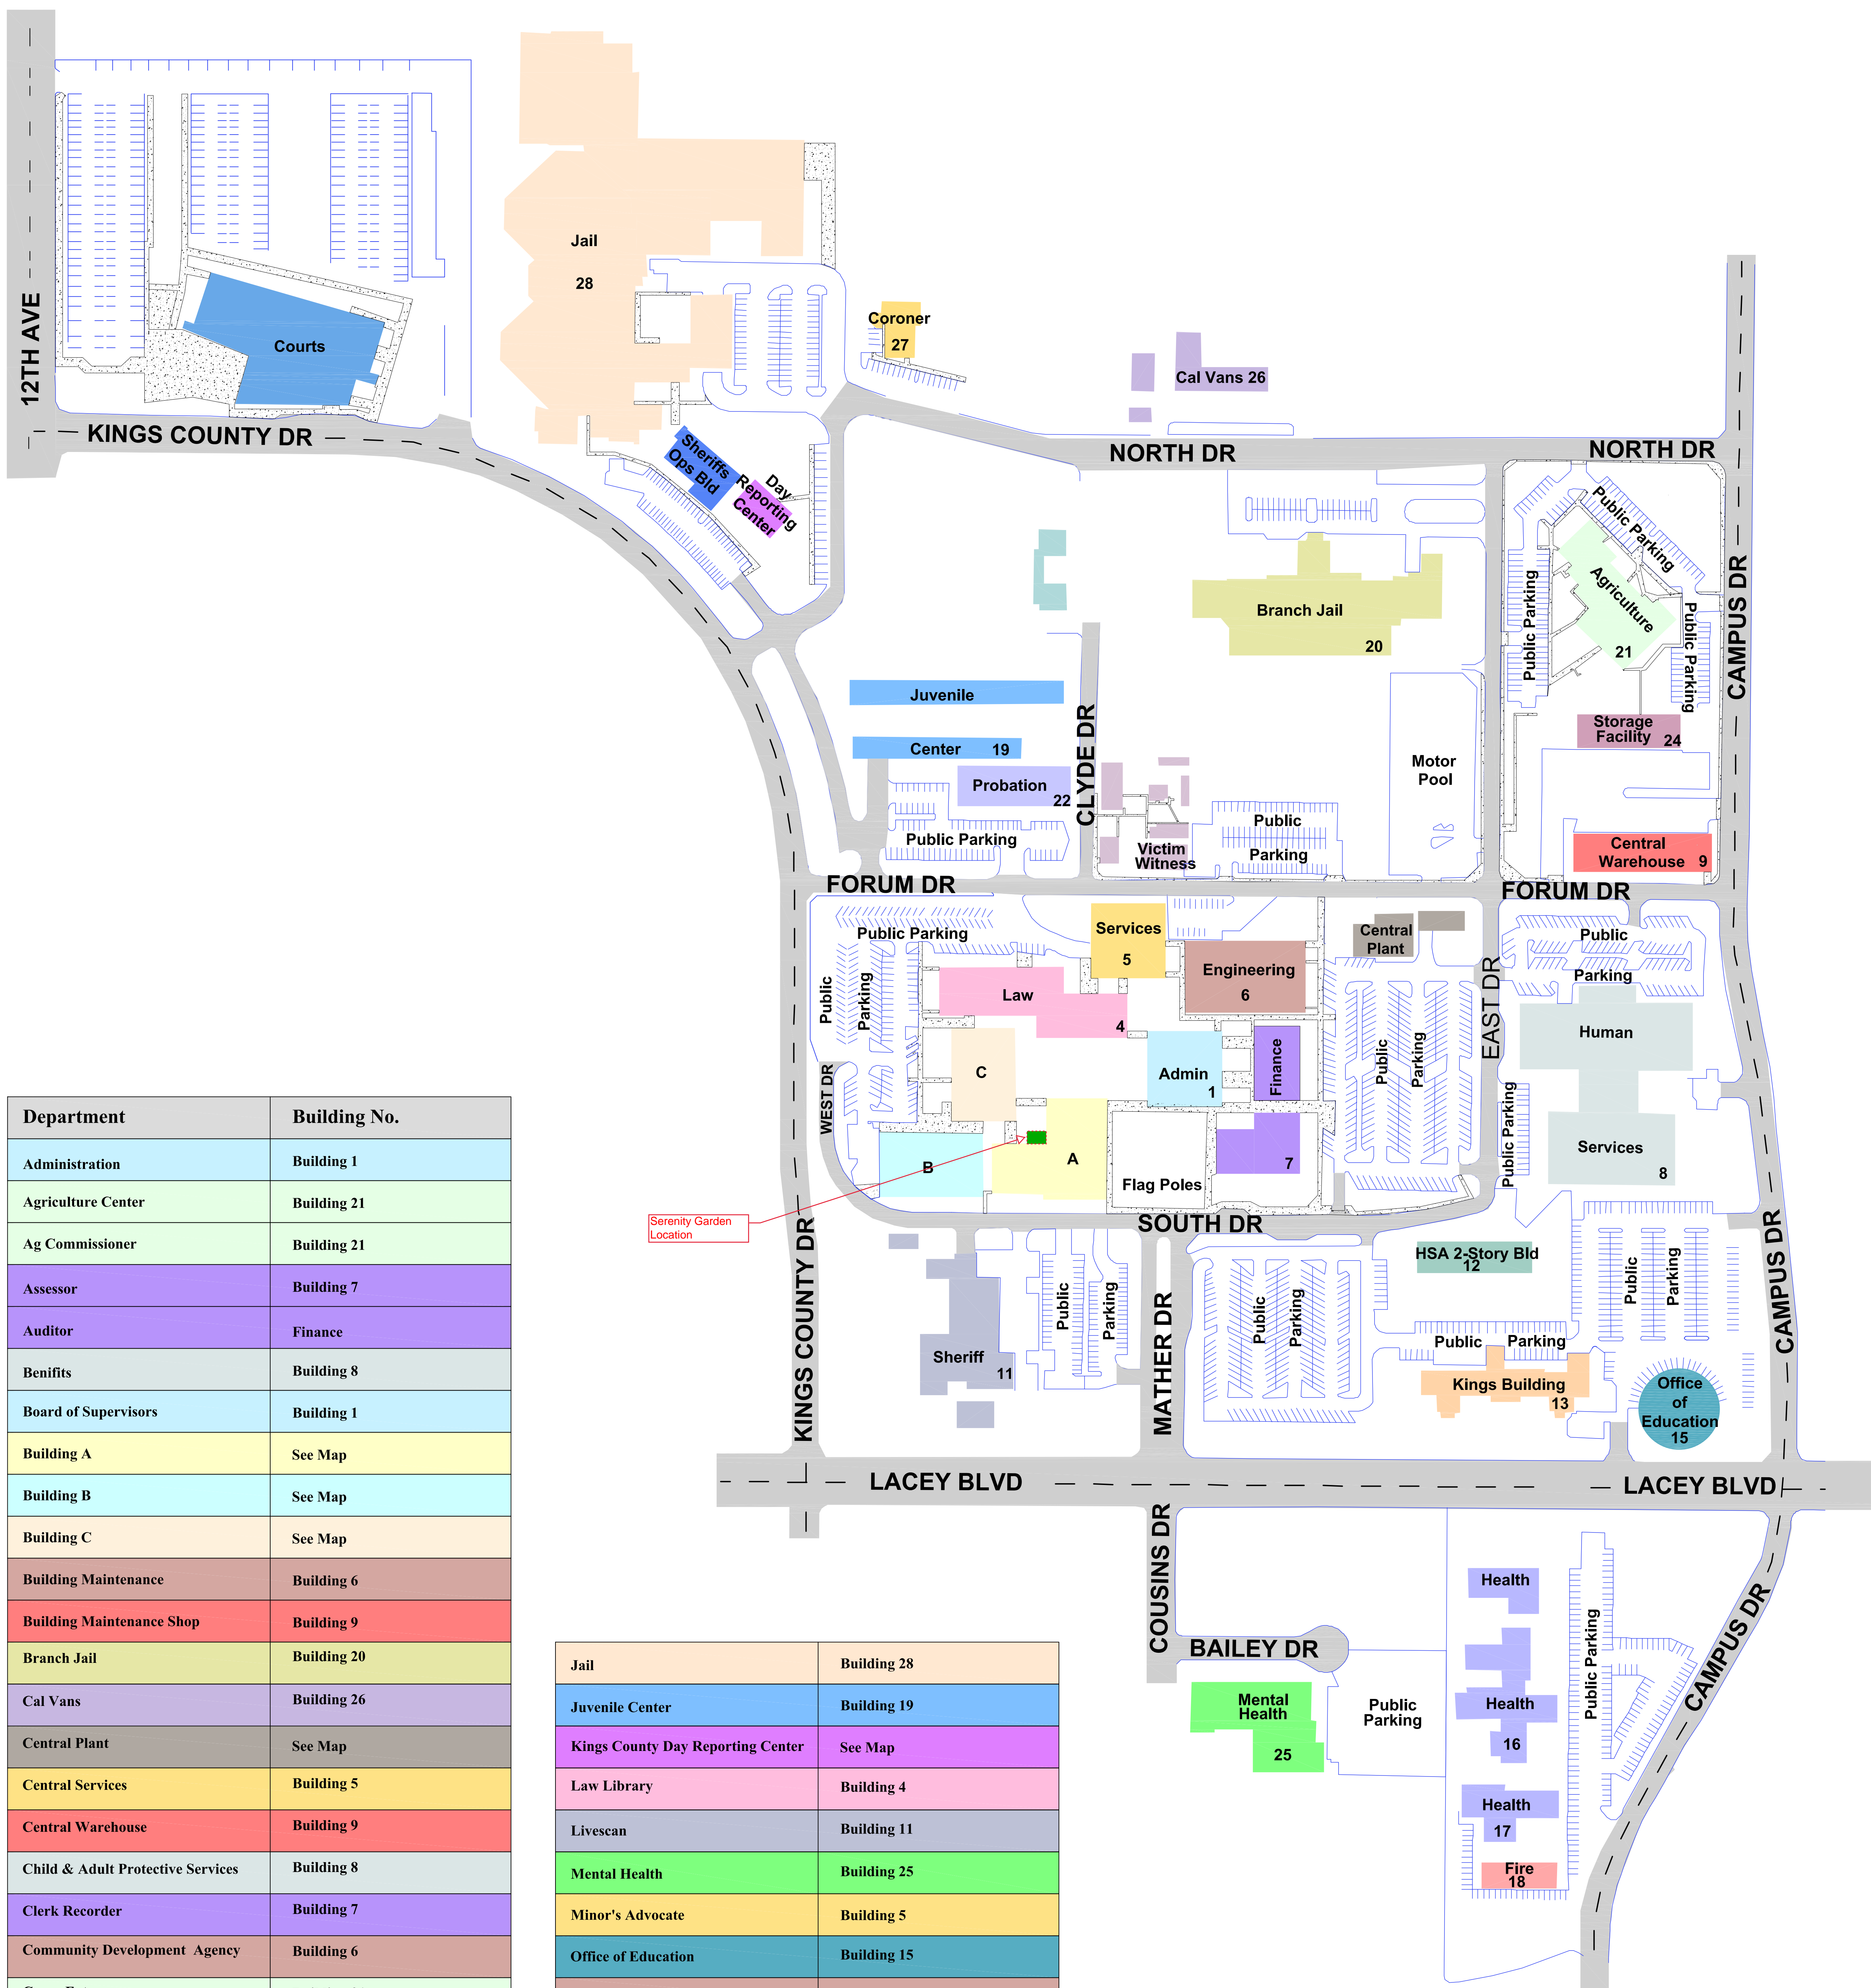 12TH AVE
KINGS COUNTY DR
Courts
Jail
28
Coroner
27
Cal Vans 26
Sheriffs
Ops Bld
Day
Reporting
Center
NORTH DR
NORTH DR
Public Parking
Public Parking
Agriculture
21
Public Parking
CAMPUS DR
Branch Jail
20
Juvenile
Center 19
Probation
22
CLYDE DR
Public Parking
Victim
Witness
Public
Parking
Motor
Pool
Storage
Facility 24
Central
Warehouse 9
FORUM DR
FORUM DR
Public Parking
Public
Parking
Services
5
Engineering
6
Central
Plant
Public
Parking
Law
4
C
Admin
1
Finance
Public
Parking
EAST DR
Human
Services
8
Public Parking
WEST DR
B
A
Flag Poles
7
Serenity Garden
Location
SOUTH DR
KINGS COUNTY DR
Sheriff
11
Public
Parking
MATHER DR
Public
Parking
HSA 2-Story Bld
12
Public
Parking
Public Parking
Kings Building
13
Office
of
Education
15
CAMPUS DR
LACEY BLVD
LACEY BLVD
COUSINS DR
BAILEY DR
Mental
Health
25
Public
Parking
Health
Health
16
Health
17
Fire
18
Public Parking
CAMPUS DR
Department Building No.
Administration Building 1
Agriculture Center Building 21
Ag Commissioner Building 21
Assessor Building 7
Auditor Finance
Benifits Building 8
Board of Supervisors Building 1
Building A See Map
Building B See Map
Building C See Map
Building Maintenance Building 6
Building Maintenance Shop Building 9
Branch Jail Building 20
Cal Vans Building 26
Central Plant See Map
Central Services Building 5
Central Warehouse Building 9
Child & Adult Protective Services Building 8
Clerk Recorder Building 7
Community Development Agency Building 6
Jail Building 28
Juvenile Center Building 19
Kings County Day Reporting Center See Map
Law Library Building 4
Livescan Building 11
Mental Health Building 25
Minor's Advocate Building 5
Office of Education Building 15